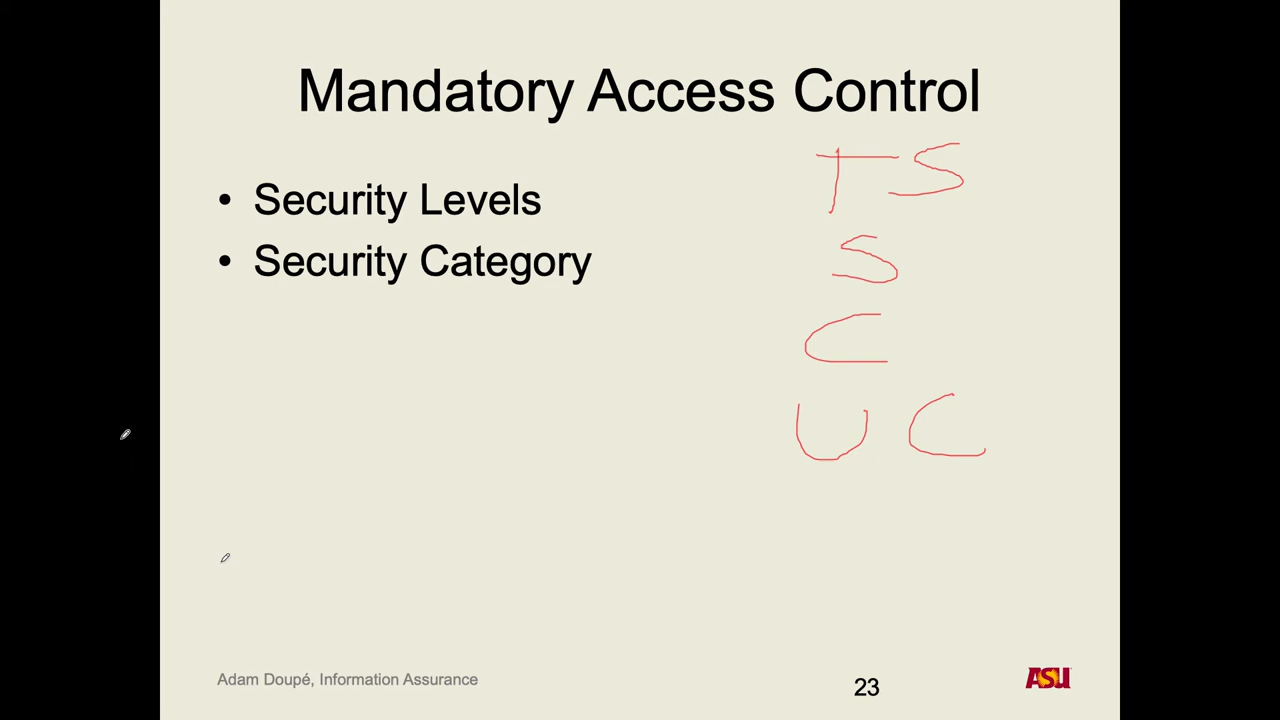 Mandatory Access Control
• Security Levels
• Security Category
TS
S
C
UC
Adam Doupé, Information Assurance
23
ASU